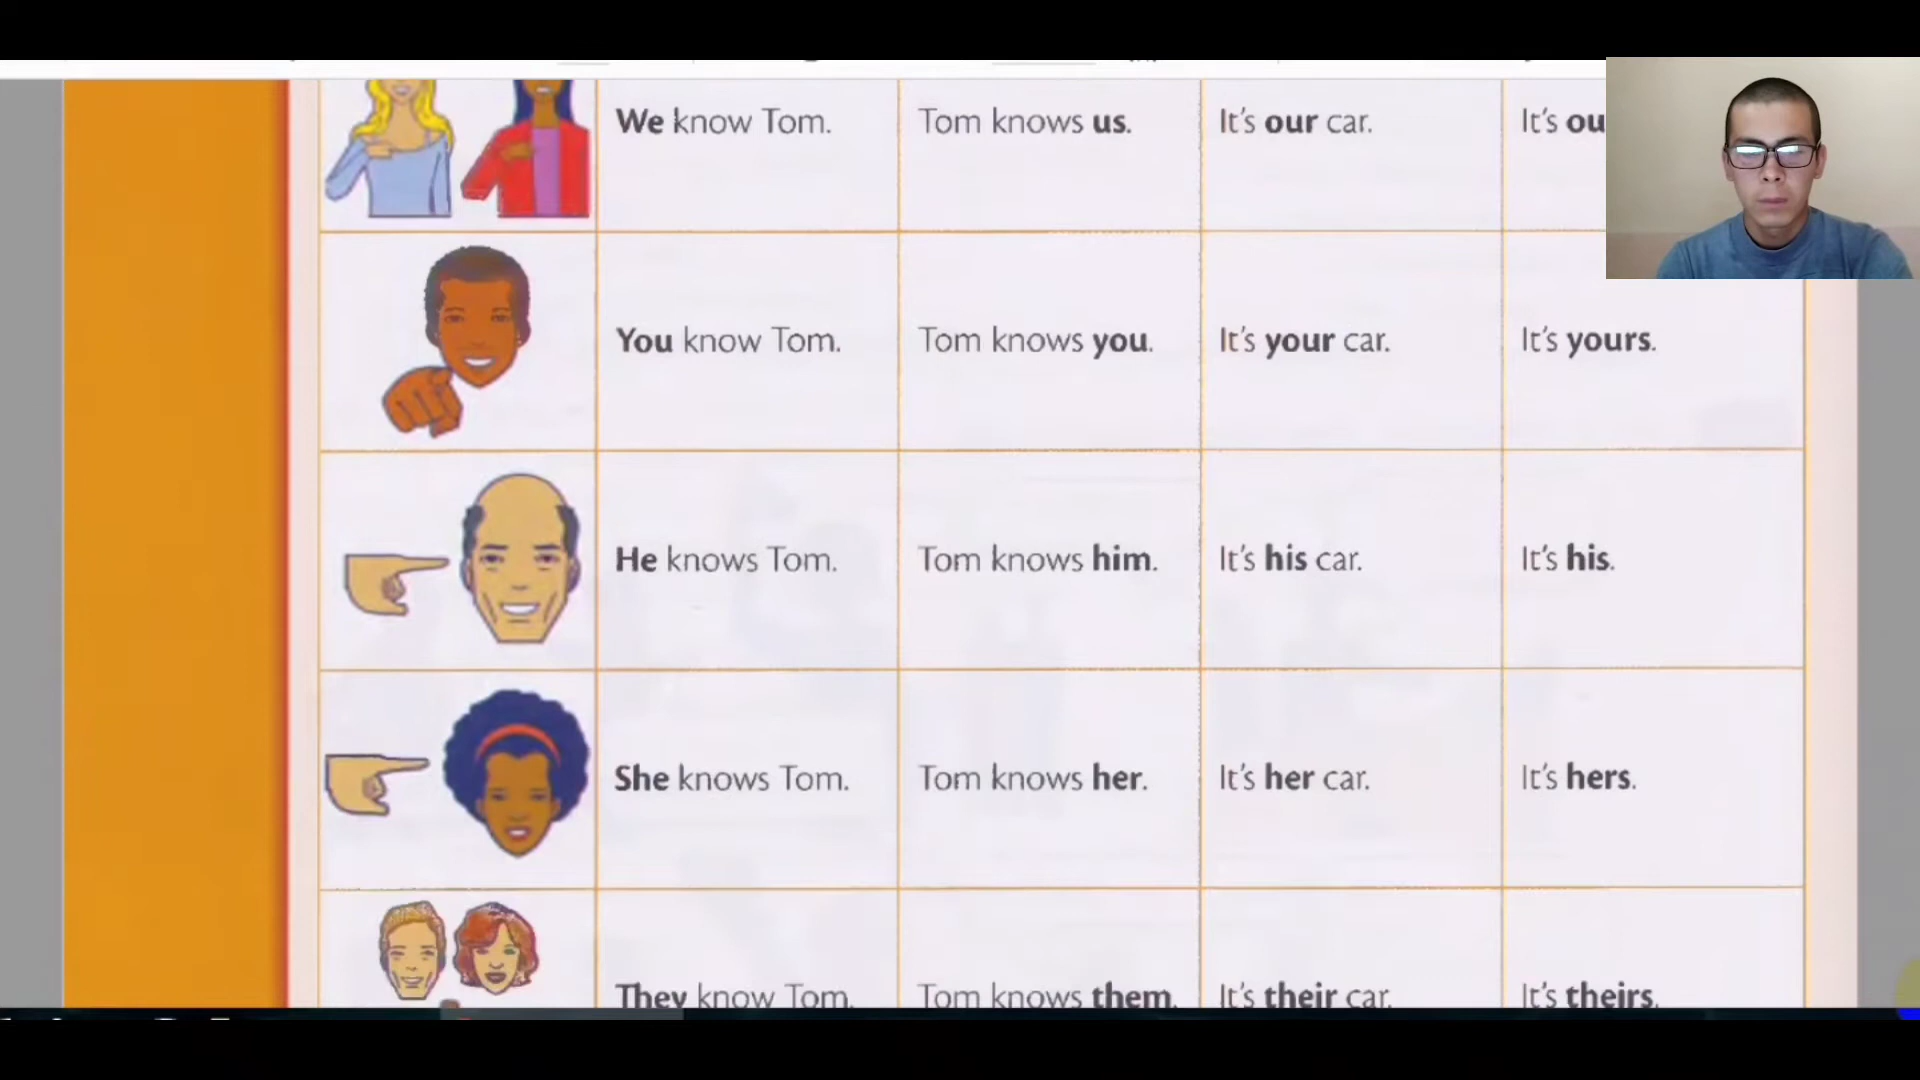 We know Tom. Tom knows us. It's our car. It's ou
You know Tom. Tom knows you. It's your car. It's yours.
He knows Tom. Tom knows him. It's his car. It's his.
She knows Tom. Tom knows her. It's her car. It's hers.
They know Tom. Tom knows them. It's their car. It's theirs.